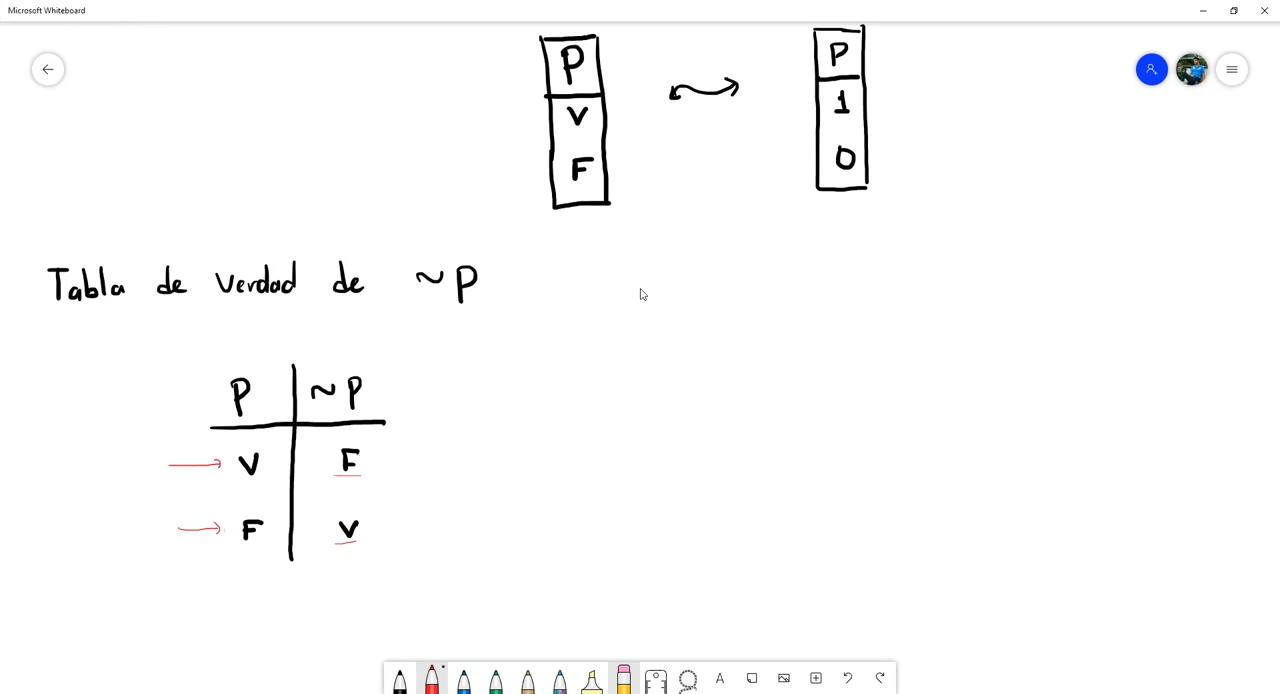 Microsoft Whiteboard
P P
V 1
F 0
Tabla de verdad de ~P
P ~P
V F
F V
A